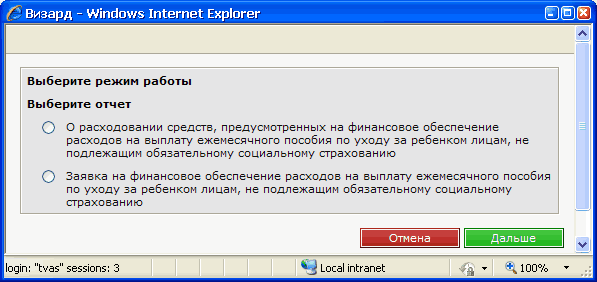 Визард - Windows Internet Explorer
Выберите режим работы
Выберите отчет
О расходовании средств, предусмотренных на финансовое обеспечение
расходов на выплату ежемесячного пособия по уходу за ребенком лицам, не
подлежащим обязательному социальному страхованию
Заявка на финансовое обеспечение расходов на выплату ежемесячного пособия
по уходу за ребенком лицам, не подлежащим обязательному социальному
страхованию
Отмена Дальше
login: "tvas" sessions: 3 Local intranet 100%